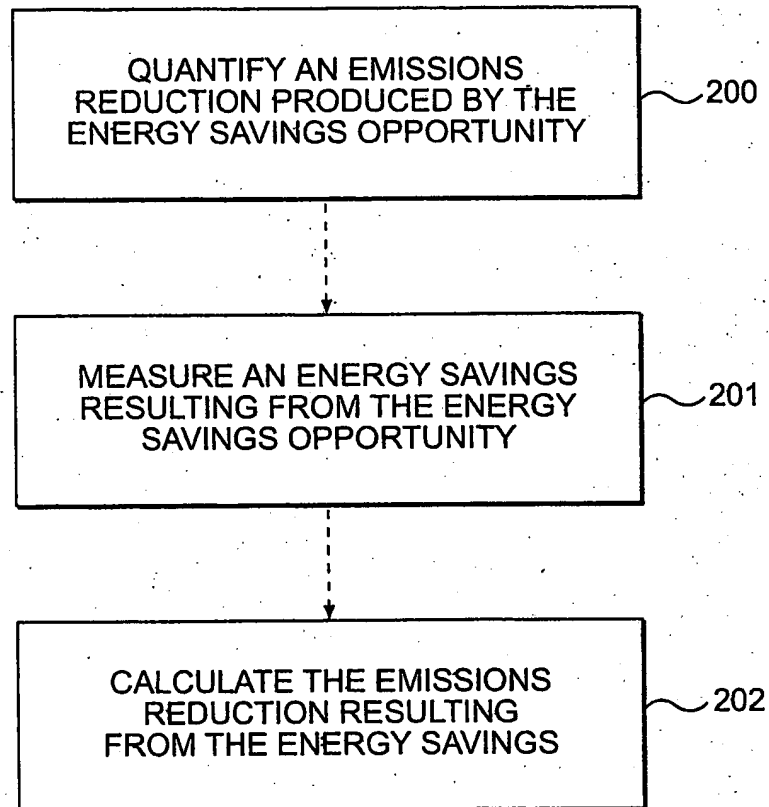 QUANTIFY AN EMISSIONS
REDUCTION PRODUCED BY THE
ENERGY SAVINGS OPPORTUNITY
200
MEASURE AN ENERGY SAVINGS
RESULTING FROM THE ENERGY
SAVINGS OPPORTUNITY
201
CALCULATE THE EMISSIONS
REDUCTION RESULTING
FROM THE ENERGY SAVINGS
202